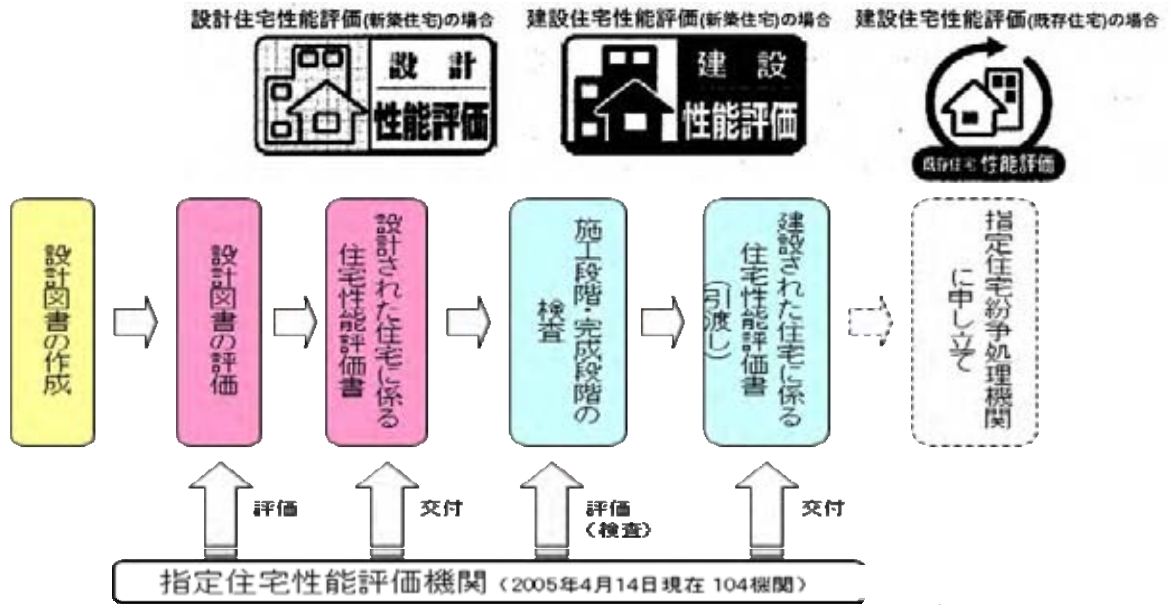 設計住宅性能評価(新築住宅)の場合
建設住宅性能評価(新築住宅)の場合
建設住宅性能評価(既存住宅)の場合
設計
性能評価
建設
性能評価
既存住宅 性能評価
設計図書の作成
設計図書の評価
設計された住宅に係る
住宅性能評価書
施工段階・完成段階の
検査
建設された住宅に係る
住宅性能評価書
(引渡し)
指定住宅紛争処理機関
に申し立て
評価
交付
評価
(検査)
交付
指定住宅性能評価機関(2005年4月14日現在 104機関)